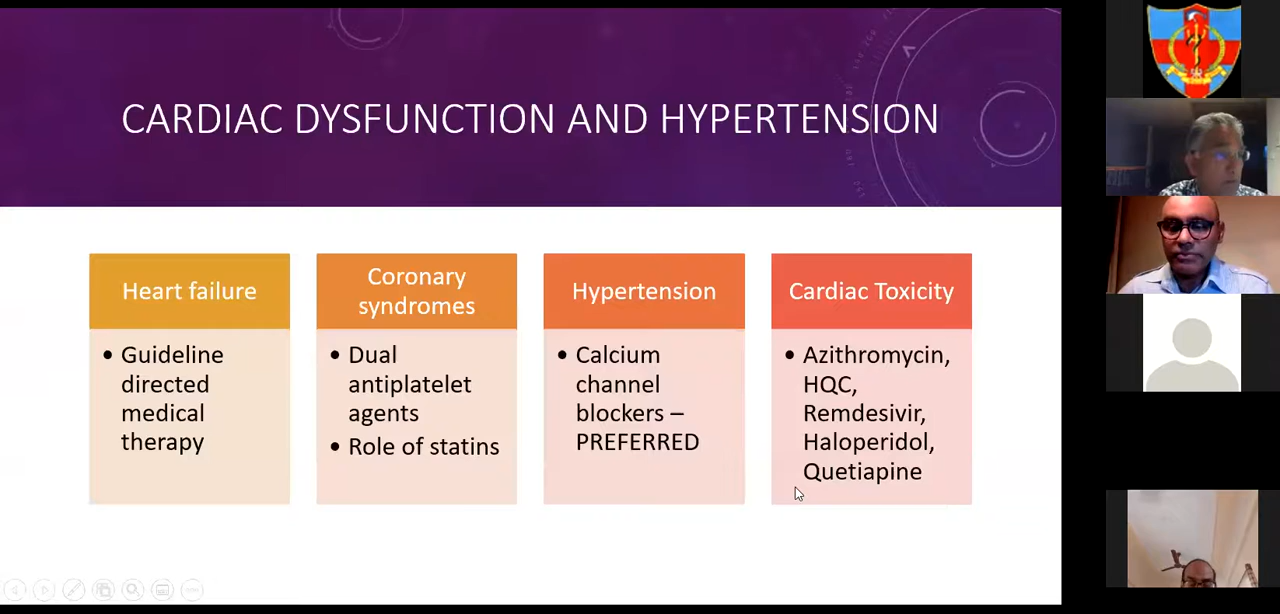 CARDIAC DYSFUNCTION AND HYPERTENSION
Heart failure
• Guideline
directed
medical
therapy
Coronary
syndromes
• Dual
antiplatelet
agents
• Role of statins
Hypertension
• Calcium
channel
blockers –
PREFERRED
Cardiac Toxicity
• Azithromycin,
HQC,
Remdesivir,
Haloperidol,
Quetiapine